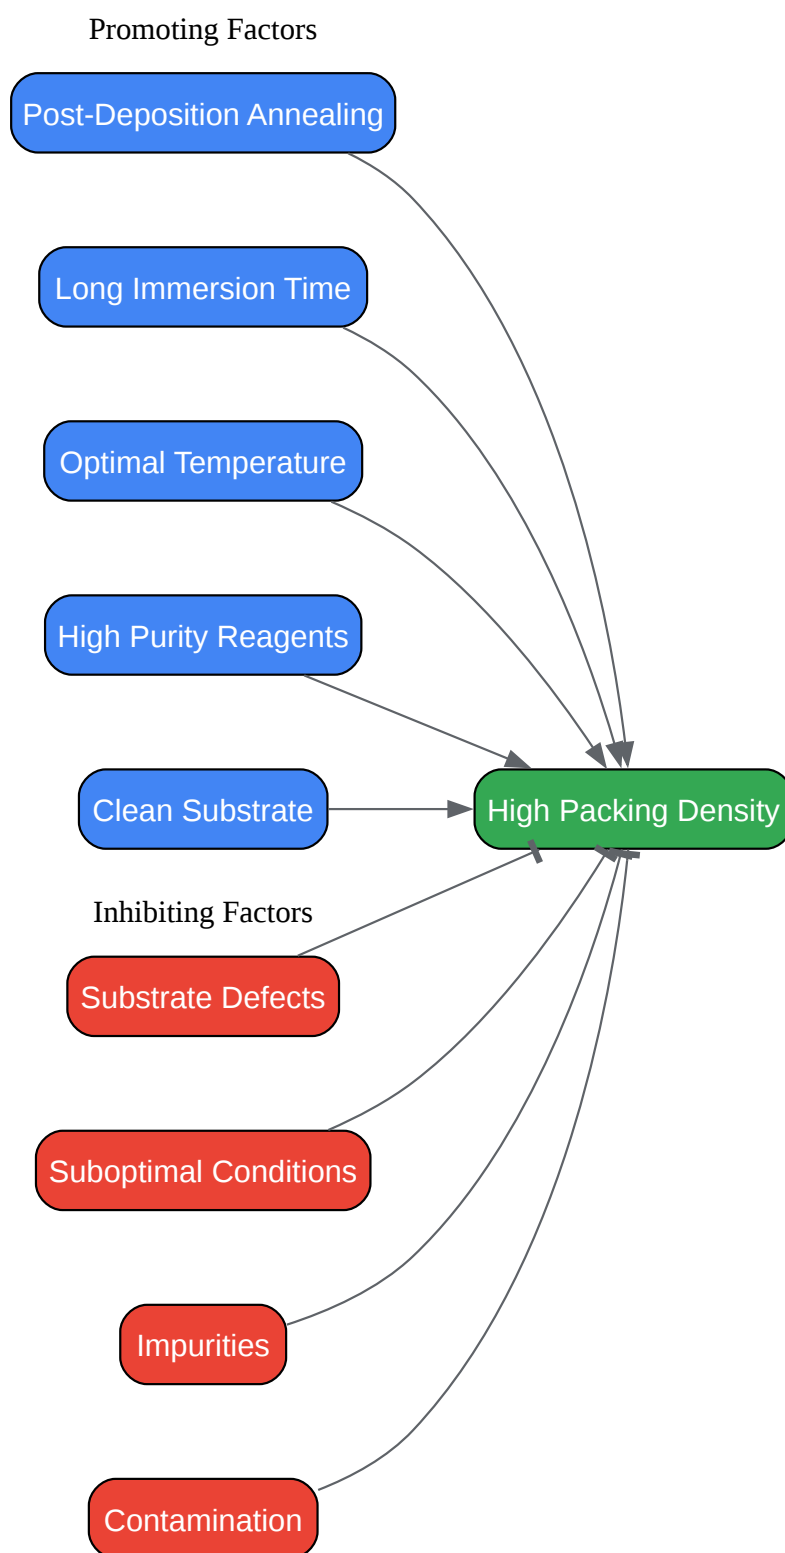 Promoting Factors
Post-Deposition Annealing
Long Immersion Time
Optimal Temperature
High Purity Reagents
Clean Substrate
High Packing Density
Inhibiting Factors
Substrate Defects
Suboptimal Conditions
Impurities
Contamination